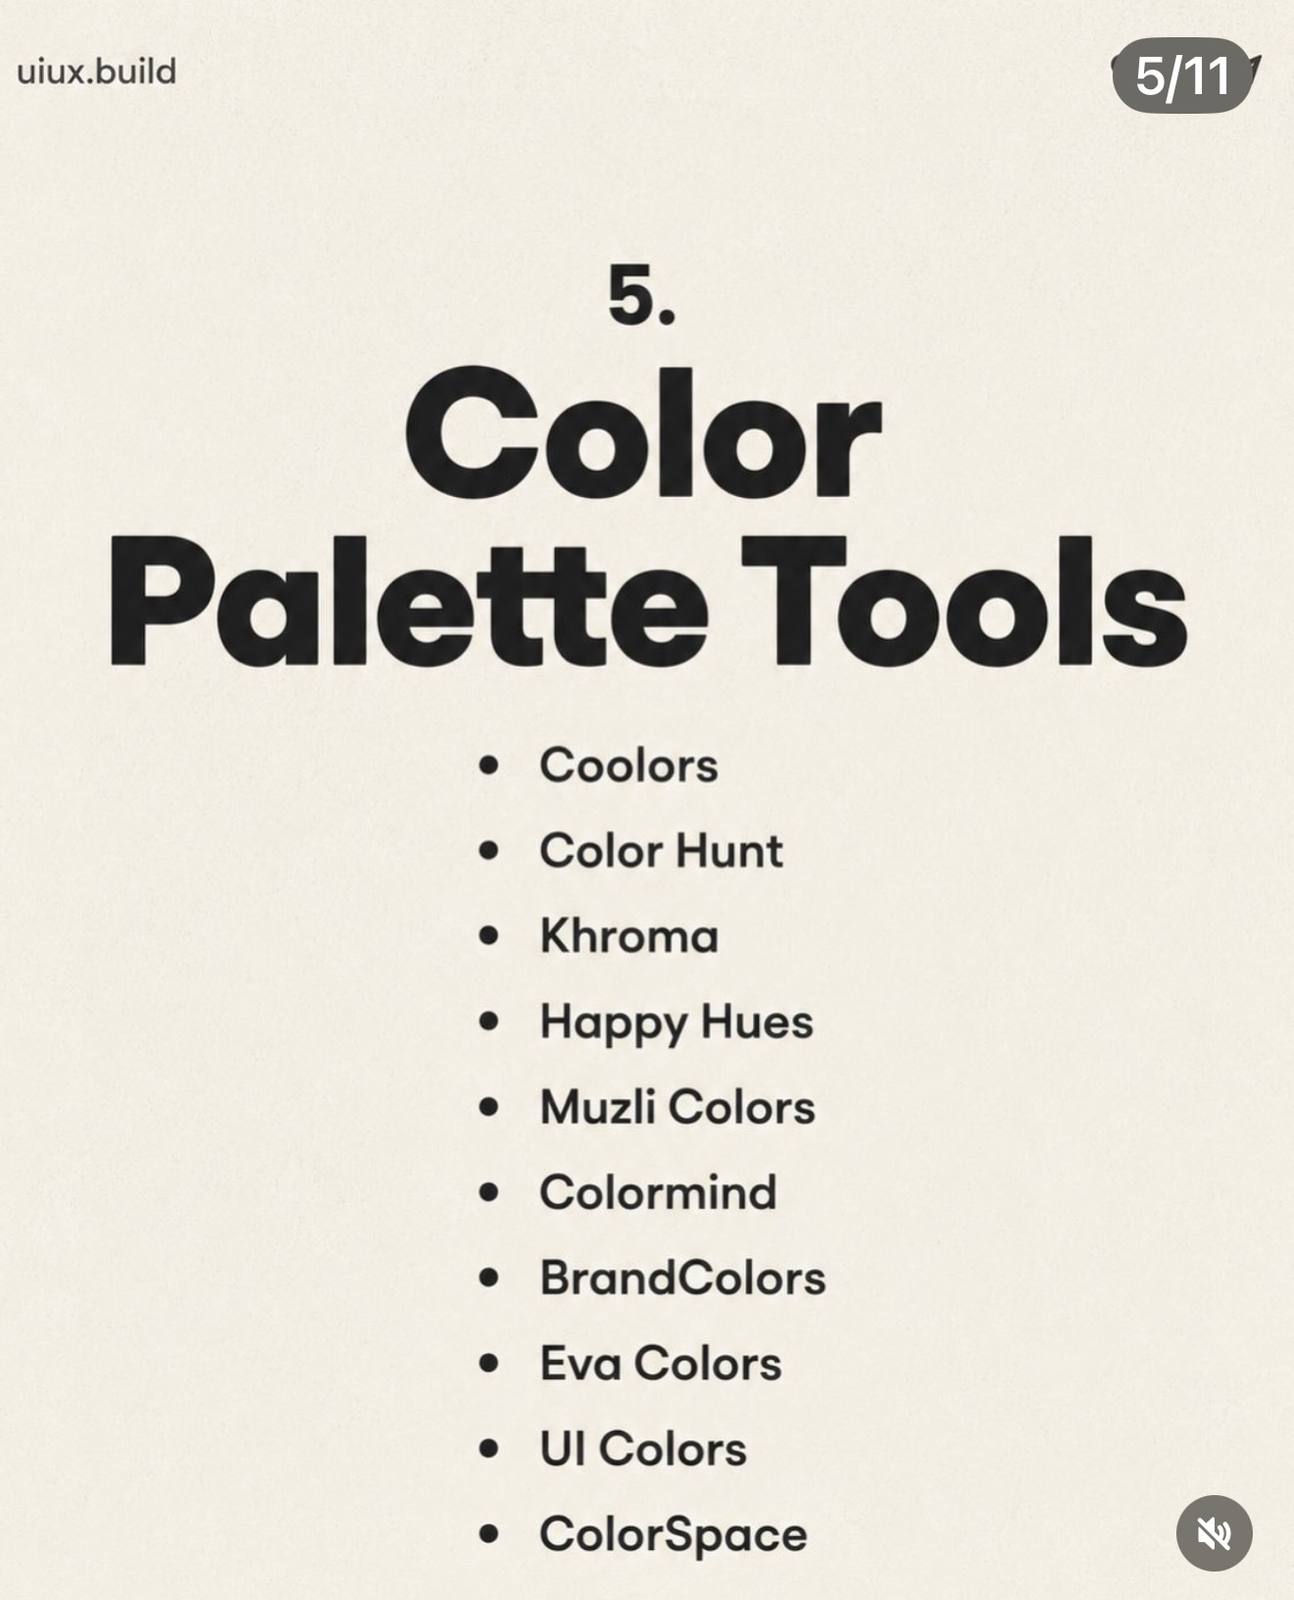 uiux.build
5/11
5.
Color
Palette Tools
• Coolors
• Color Hunt
• Khroma
• Happy Hues
• Muzli Colors
• Colormind
• BrandColors
• Eva Colors
• UI Colors
• ColorSpace